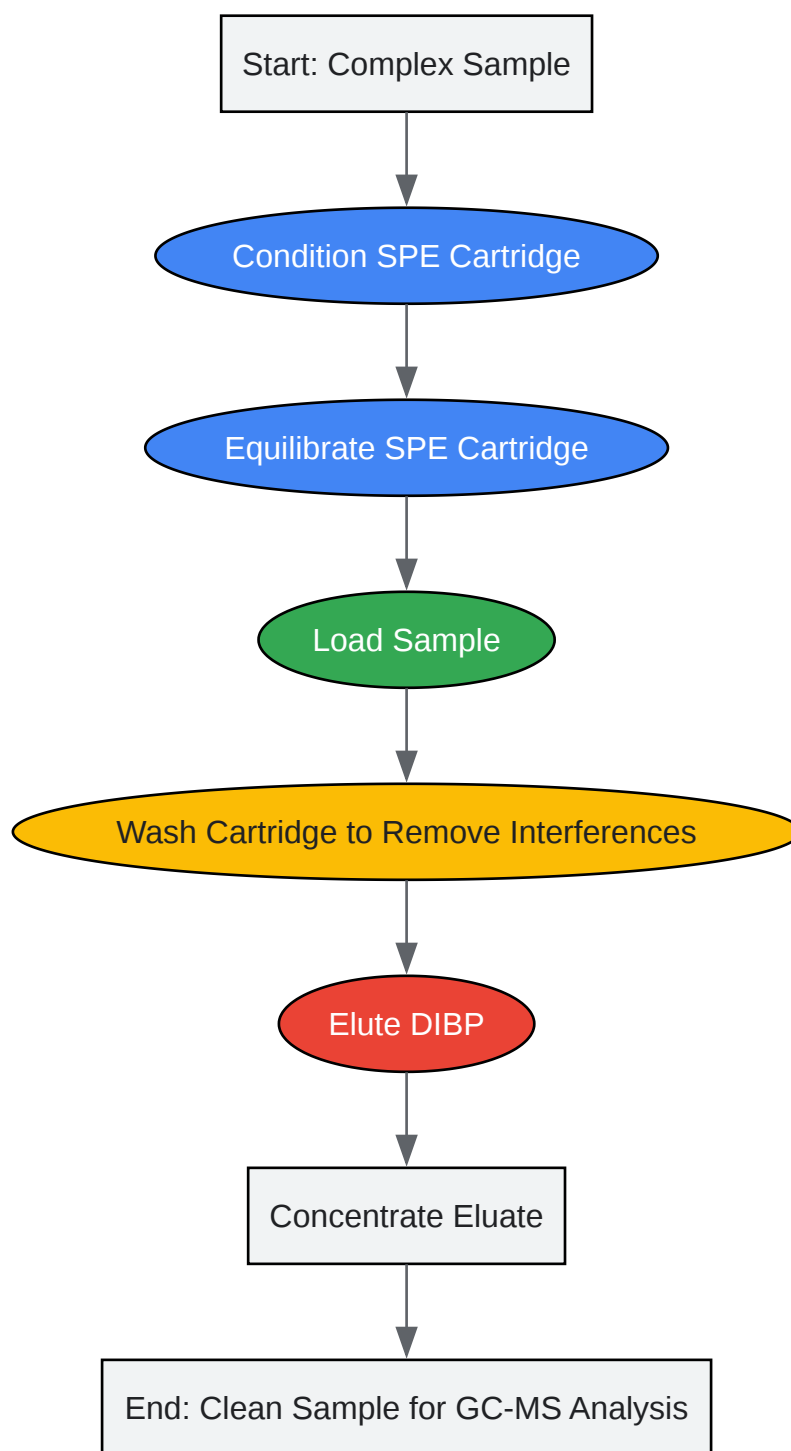 Start: Complex Sample
Condition SPE Cartridge
Equilibrate SPE Cartridge
Load Sample
Wash Cartridge to Remove Interferences
Elute DIBP
Concentrate Eluate
End: Clean Sample for GC-MS Analysis